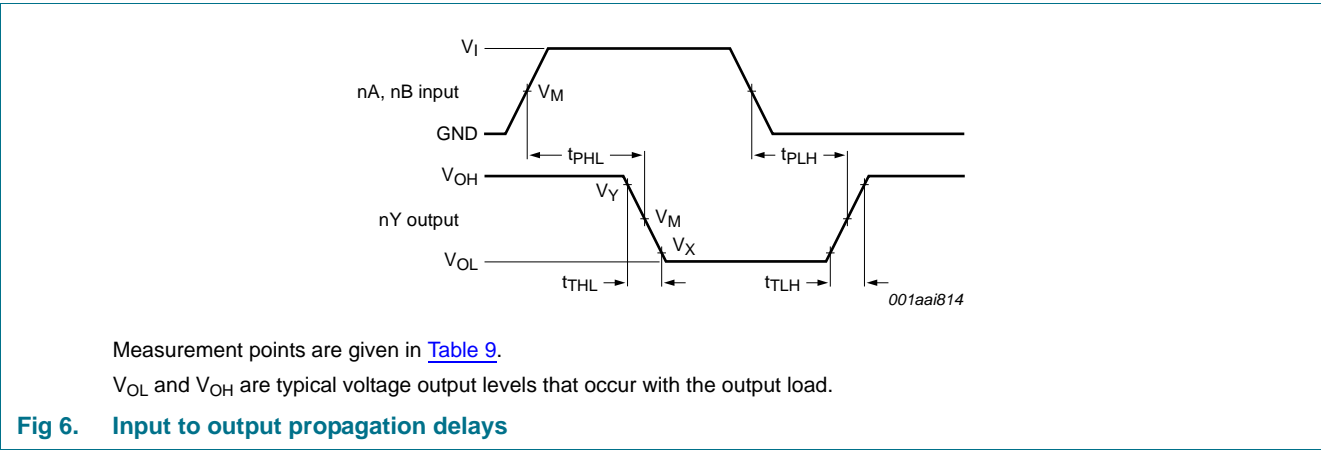 VI
nA, nB input
VM
GND
tPHL
tPLH
VOH
VY
nY output
VM
VX
VOL
tTHL
tTLH
001aai814
Measurement points are given in Table 9.
VOL and VOH are typical voltage output levels that occur with the output load.
Fig 6. Input to output propagation delays